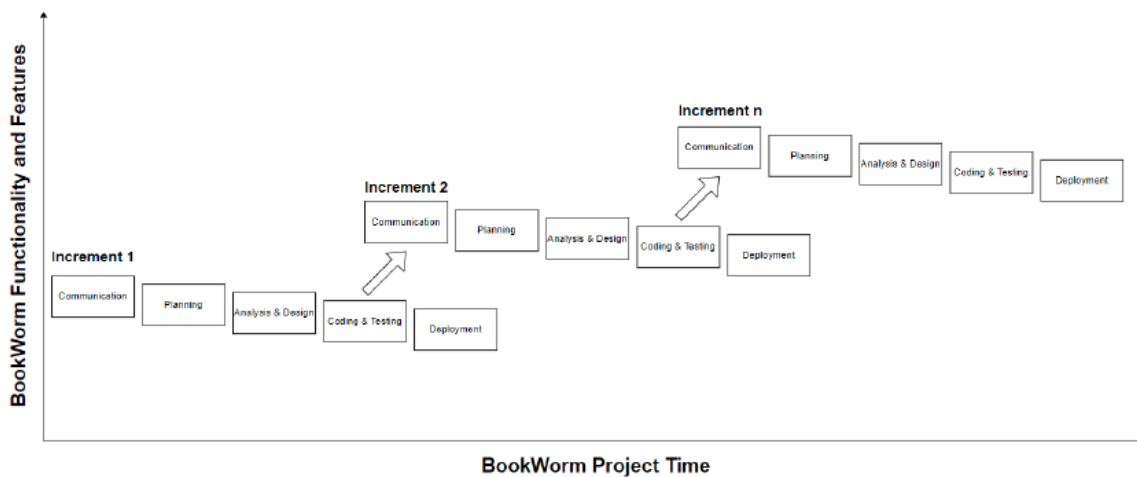 BookWorm Functionality and Features
Increment n
Communication
Planning
Analysis & Design
Coding & Testing
Deployment
Increment 2
Communication
Planning
Analysis & Design
Coding & Testing
Deployment
Increment 1
Communication
Planning
Analysis & Design
Coding & Testing
Deployment
BookWorm Project Time